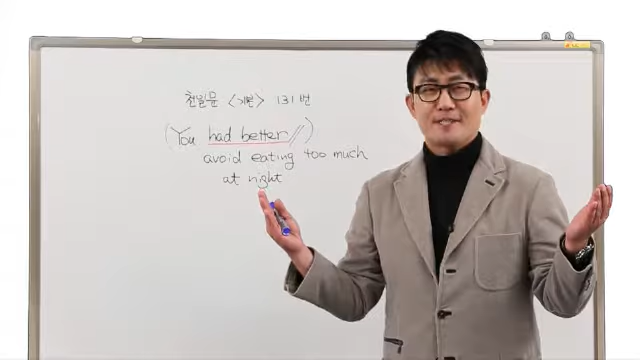 천일문 <기본> 131번
(You had better//)
avoid eating too much
at night